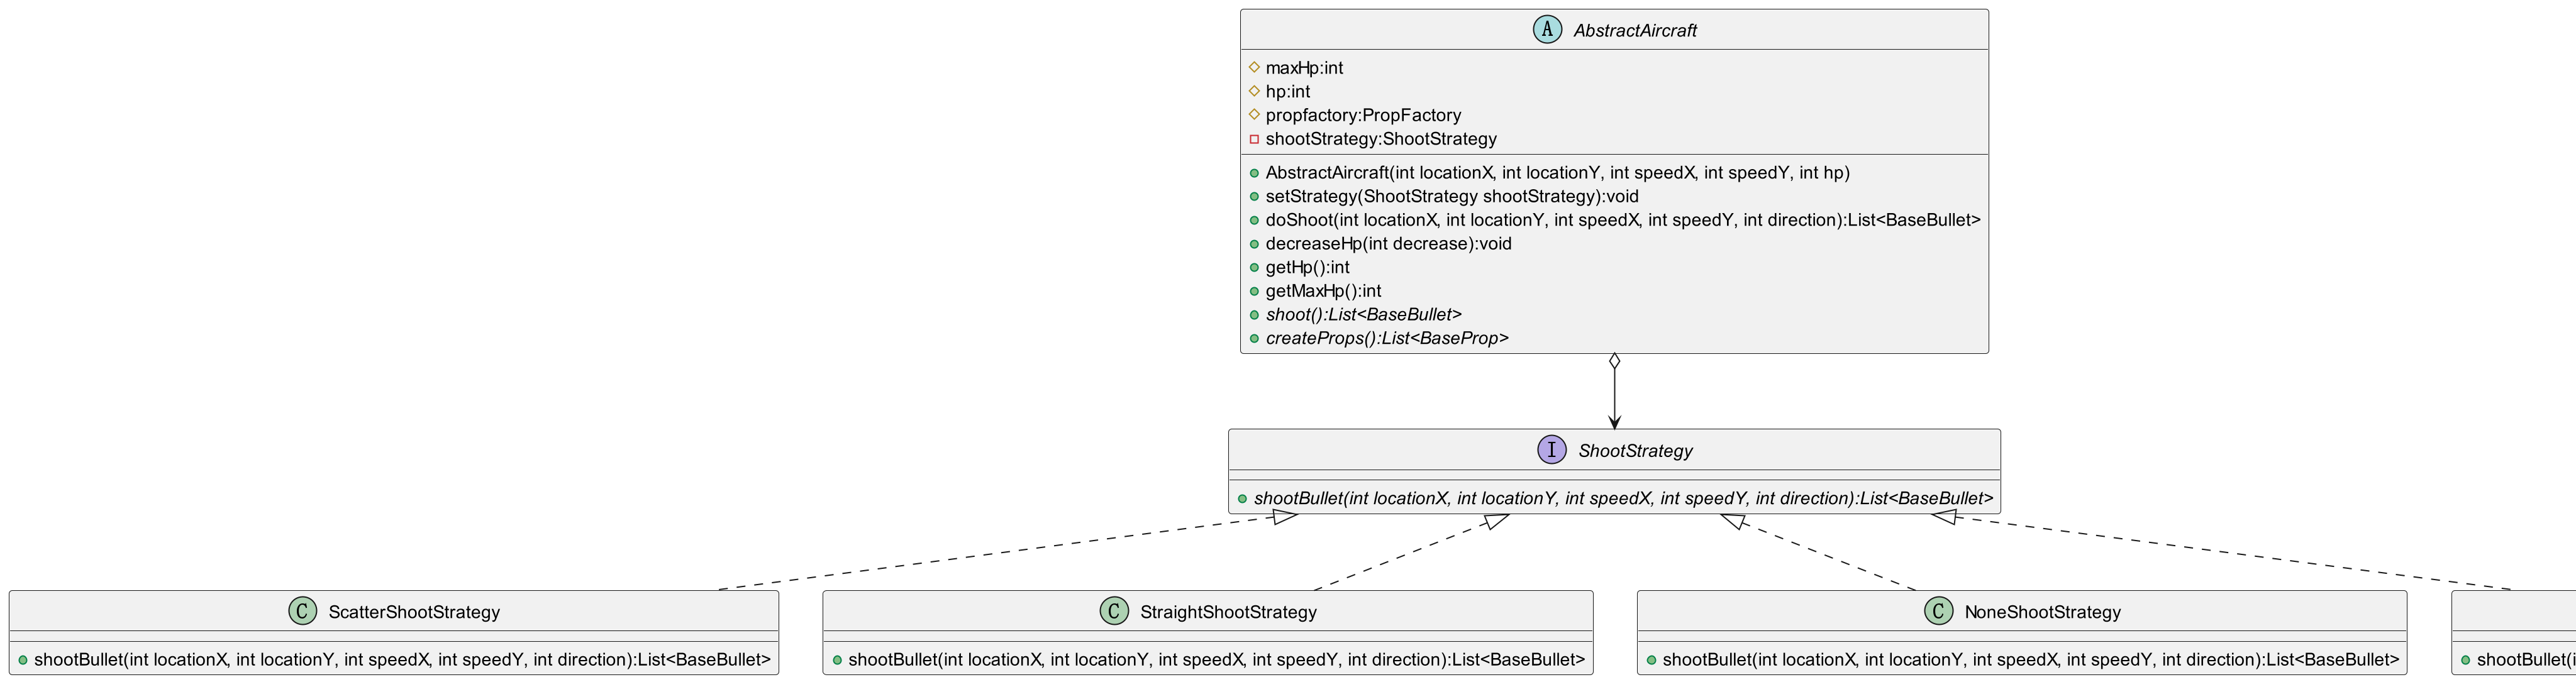 A AbstractAircraft
maxHp:int
hp:int
propfactory:PropFactory
shootStrategy:ShootStrategy
AbstractAircraft(int locationX, int locationY, int speedX, int speedY, int hp)
setStrategy(ShootStrategy shootStrategy):void
doShoot(int locationX, int locationY, int speedX, int speedY, int direction):List<BaseBullet>
decreaseHp(int decrease):void
getHp():int
getMaxHp():int
shoot():List<BaseBullet>
createProps():List<BaseProp>
I ShootStrategy
shootBullet(int locationX, int locationY, int speedX, int speedY, int direction):List<BaseBullet>
C ScatterShootStrategy
shootBullet(int locationX, int locationY, int speedX, int speedY, int direction):List<BaseBullet>
C StraightShootStrategy
shootBullet(int locationX, int locationY, int speedX, int speedY, int direction):List<BaseBullet>
C NoneShootStrategy
shootBullet(int locationX, int locationY, int speedX, int speedY, int direction):List<BaseBullet>
shootBullet(i